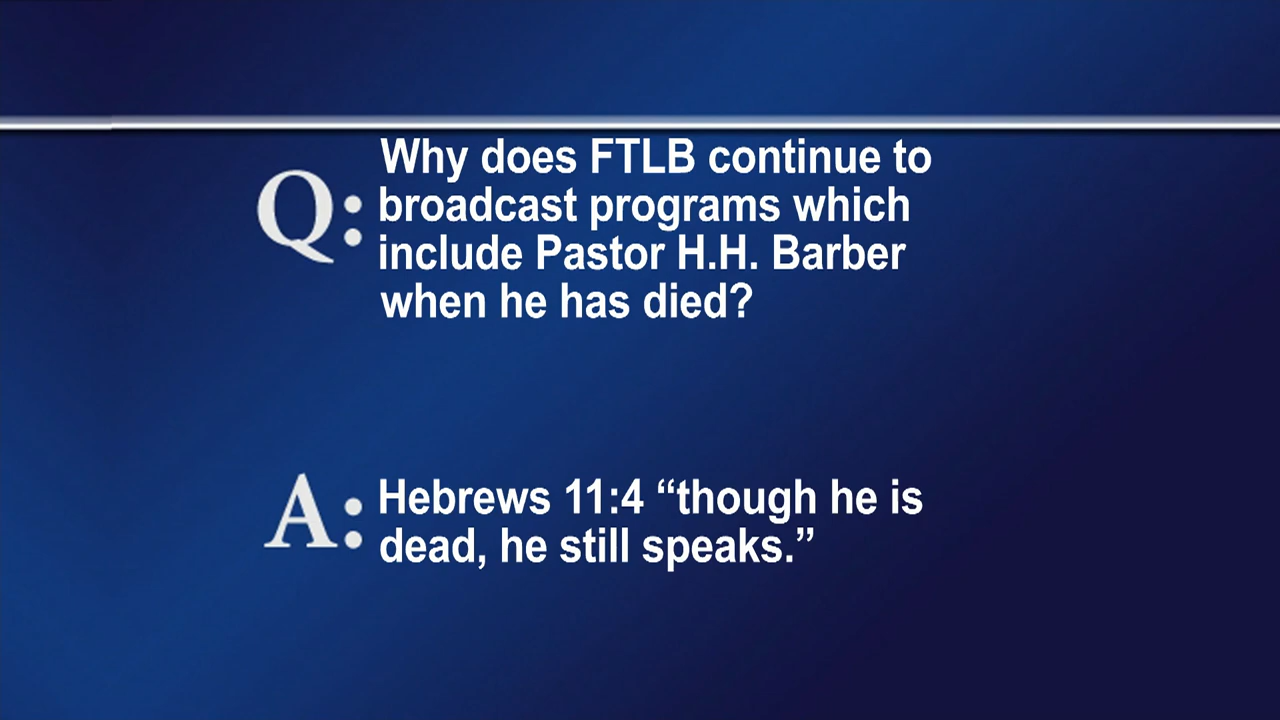 Q: Why does FTLB continue to
broadcast programs which
include Pastor H.H. Barber
when he has died?
A: Hebrews 11:4 “though he is
dead, he still speaks.”